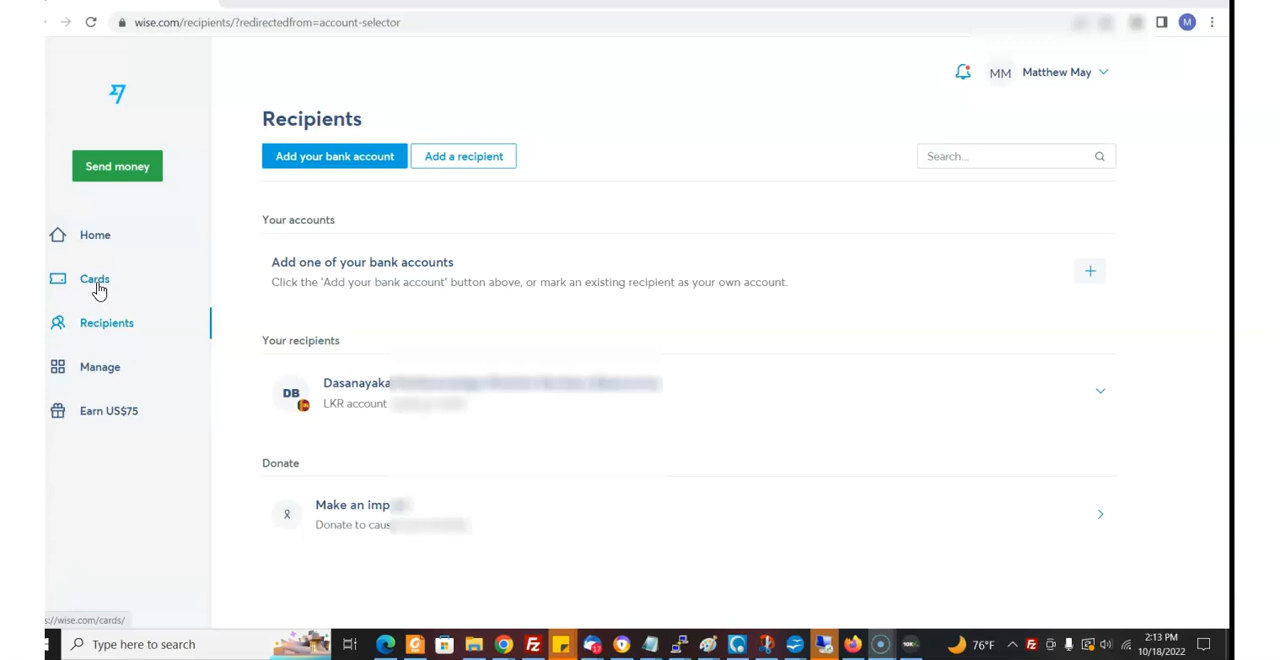 wise.com/recipients/?redirectedfrom=account-selector
M
MM Matthew May
Send money
Home
Cards
Recipients
Manage
Earn US$75
Recipients
Add your bank account
Add a recipient
Search...
Your accounts
Add one of your bank accounts
Click the 'Add your bank account' button above, or mark an existing recipient as your own account.
Your recipients
DB
Dasanayaka
LKR account
Donate
Make an imp
Donate to caus
s://wise.com/cards/
Type here to search
76°F
2:13 PM
10/18/2022